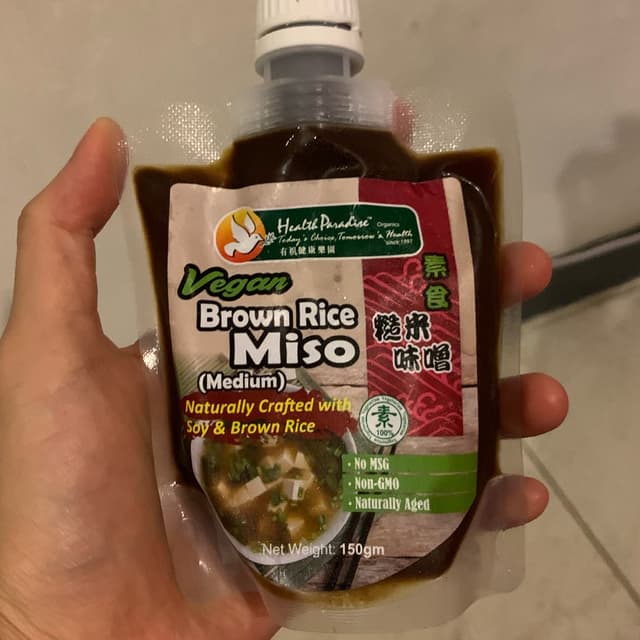 Health Paradise Organics
Today's Choice, Tomorrow's Health
since 1997
有机健康樂園
Vegan
Brown Rice
Miso
(Medium)
Naturally Crafted with
Soy & Brown Rice
素食
糙米
味噌
素
100%
• No MSG
• Non-GMO
• Naturally Aged
Net Weight: 150gm